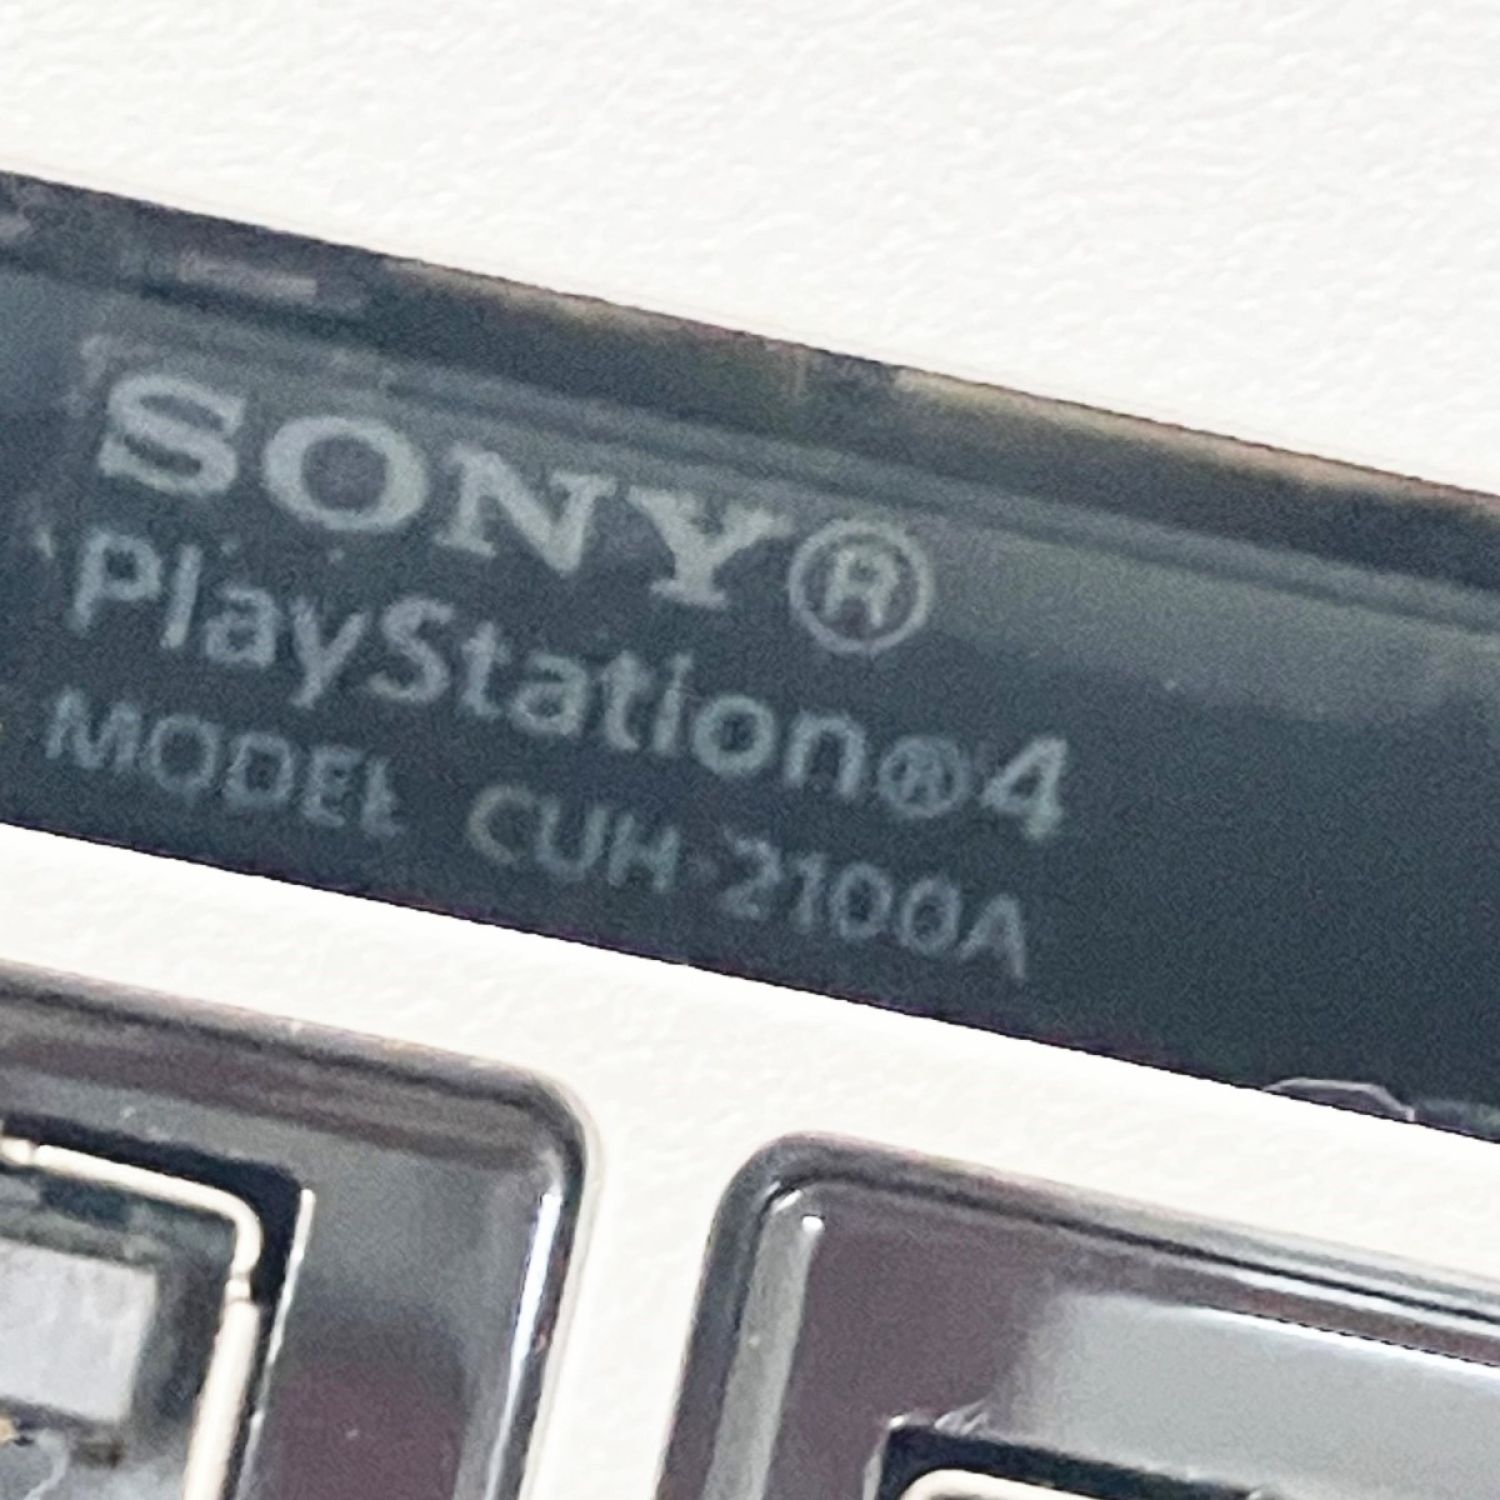 SONY®
PlayStation®4
MODEL CUH-2100A